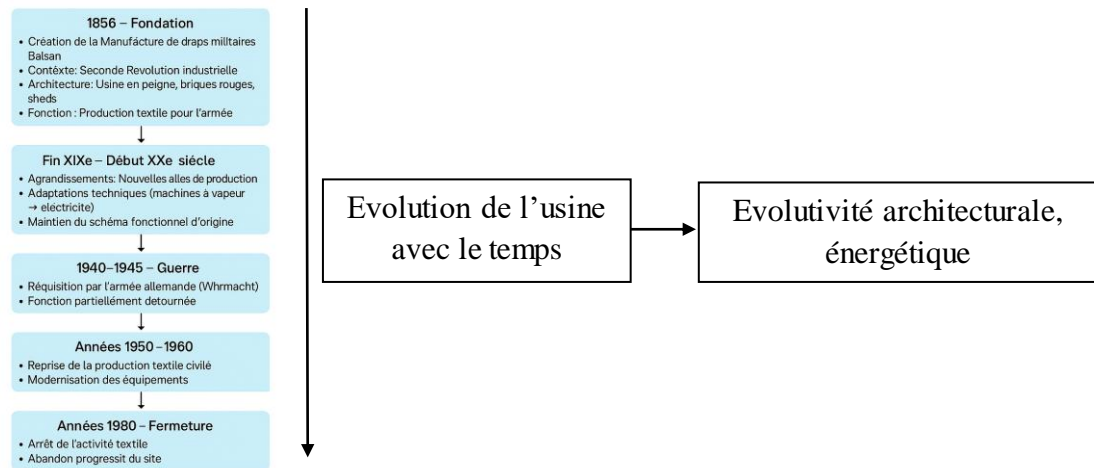 1856 – Fondation
• Création de la Manufácture de draps militaires
Balsan
• Contéxte: Seconde Revolution industrielle
• Architecture: Usine en peigne, briques rouges,
sheds
• Fonction : Production textile pour l'armée
Fin XIXe – Début XXe siécle
• Agrandissements: Nouvelles alles de production
• Adaptations techniques (machines à vapeur
→ eléctricite)
• Maintien du schéma fonctionnel d'origine
1940–1945 – Guerre
• Réquisition par l'armée allemande (Whrmacht)
• Fonction partiellément detournée
Années 1950–1960
• Reprise de la production textile civilé
• Modernisation des équipements
Années 1980 – Fermeture
• Arrêt de l'activité textile
• Abandon progressit du site
Evolution de l'usine
avec le temps
Evolutivité architecturale,
énergétique